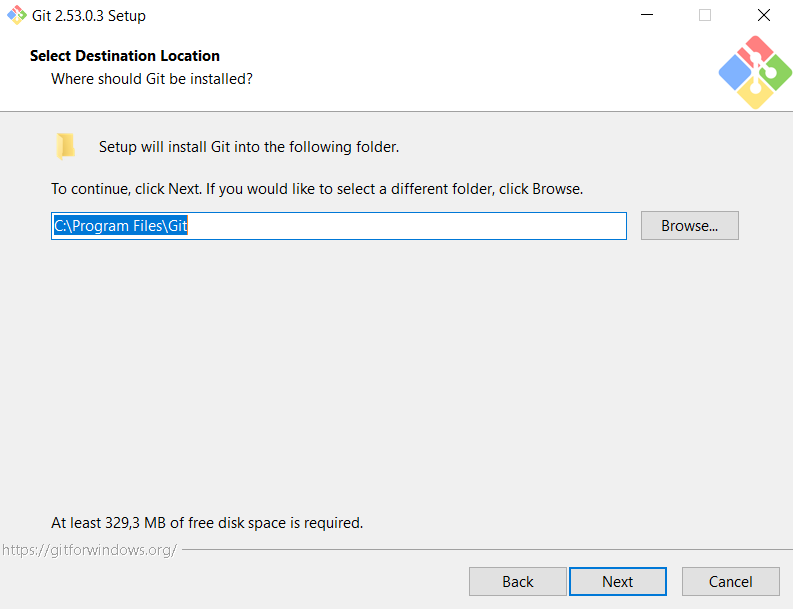 Git 2.53.0.3 Setup
Select Destination Location
Where should Git be installed?
Setup will install Git into the following folder.
To continue, click Next. If you would like to select a different folder, click Browse.
C:\Program Files\Git
Browse...
At least 329,3 MB of free disk space is required.
https://gitforwindows.org/
Back
Next
Cancel